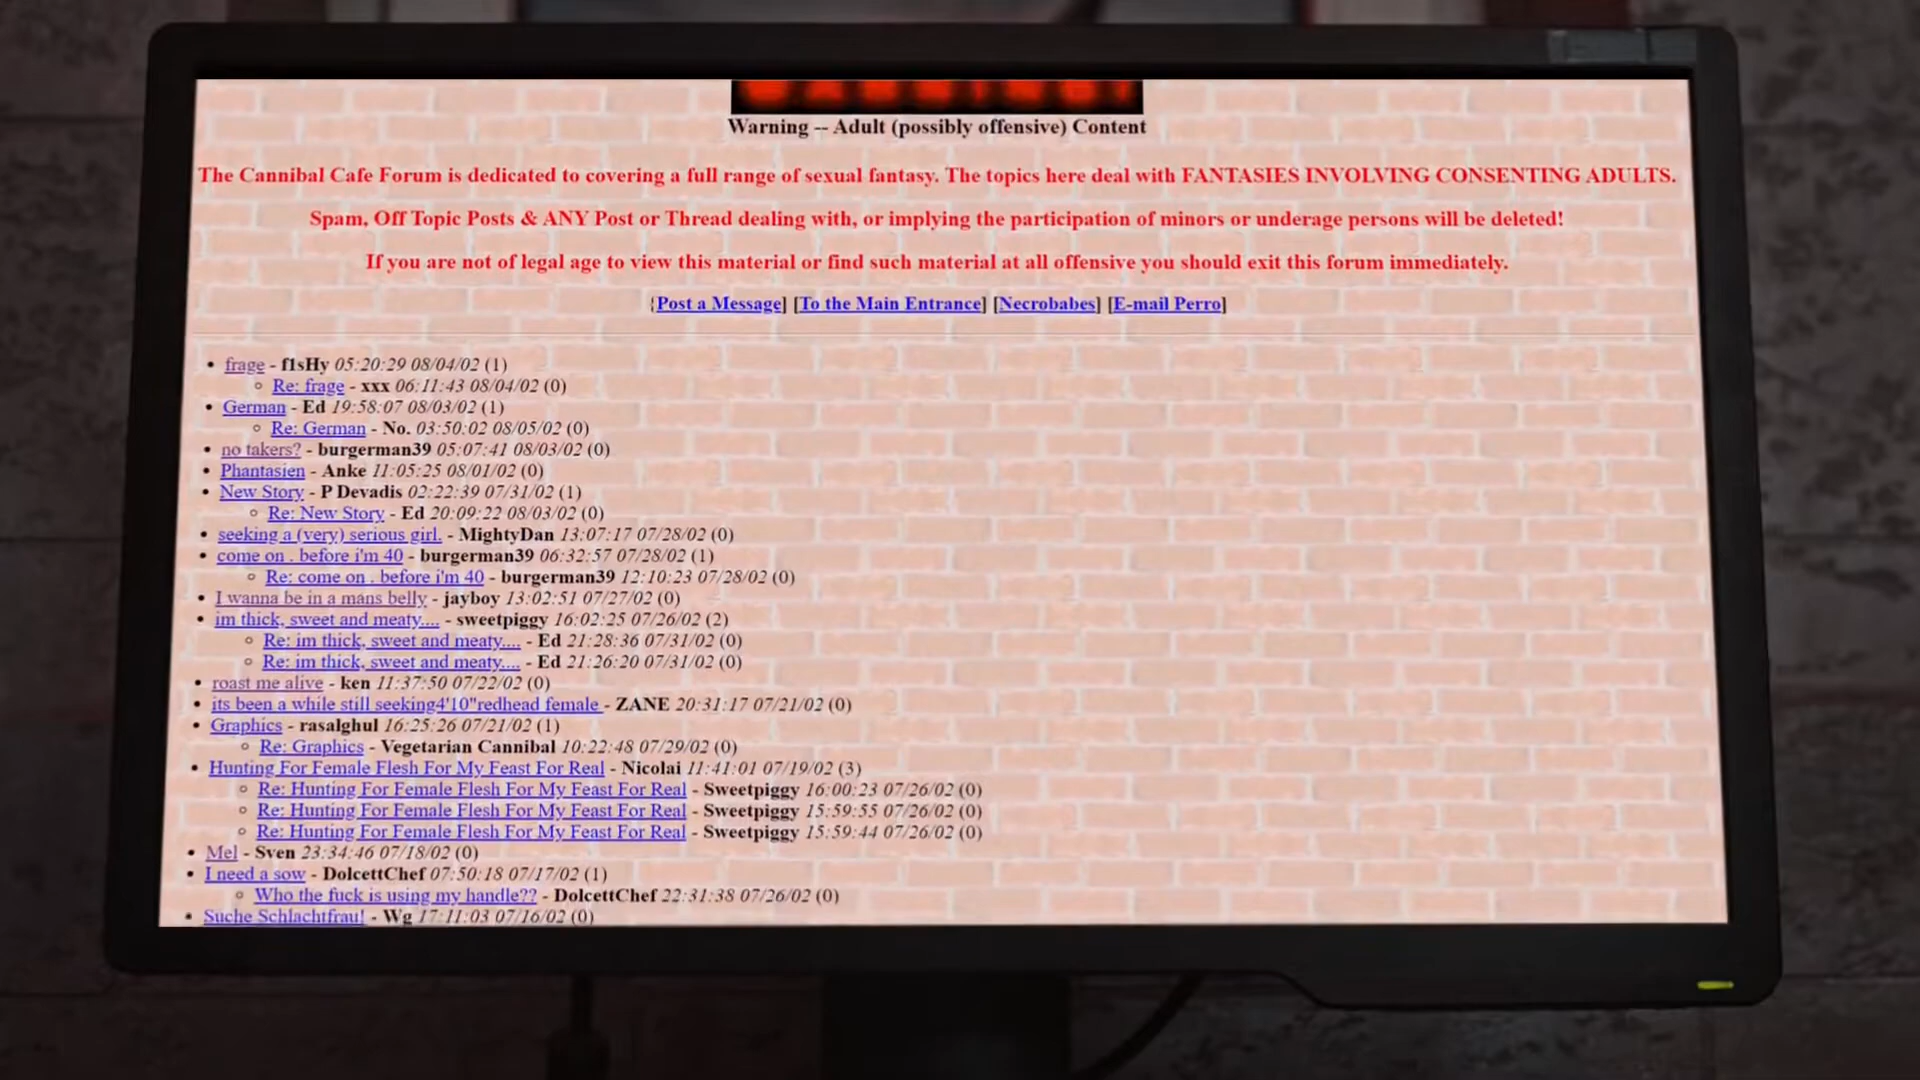 Warning -- Adult (possibly offensive) Content
The Cannibal Cafe Forum is dedicated to covering a full range of sexual fantasy. The topics here deal with FANTASIES INVOLVING CONSENTING ADULTS.
Spam, Off Topic Posts & ANY Post or Thread dealing with, or implying the participation of minors or underage persons will be deleted!
If you are not of legal age to view this material or find such material at all offensive you should exit this forum immediately.
[Post a Message] [To the Main Entrance] [Necrobabes] [E-mail Perro]
frage - f1sHy 05:20:29 08/04/02 (1)
Re: frage - xxx 06:11:43 08/04/02 (0)
German - Ed 19:58:07 08/03/02 (1)
Re: German - No. 03:50:02 08/05/02 (0)
no takers? - burgerman39 05:07:41 08/03/02 (0)
Phantasien - Anke 11:05:25 08/01/02 (0)
New Story - P Devadis 02:22:39 07/31/02 (1)
Re: New Story - Ed 20:09:22 08/03/02 (0)
seeking a (very) serious girl. - MightyDan 13:07:17 07/28/02 (0)
come on . before i'm 40 - burgerman39 06:32:57 07/28/02 (1)
Re: come on . before i'm 40 - burgerman39 12:10:23 07/28/02 (0)
I wanna be in a mans belly - jayboy 13:02:51 07/27/02 (0)
im thick, sweet and meaty.... - sweetpiggy 16:02:25 07/26/02 (2)
Re: im thick, sweet and meaty.... - Ed 21:28:36 07/31/02 (0)
Re: im thick, sweet and meaty.... - Ed 21:26:20 07/31/02 (0)
roast me alive - ken 11:37:50 07/22/02 (0)
its been a while still seeking4'10"redhead female - ZANE 20:31:17 07/21/02 (0)
Graphics - rasalghul 16:25:26 07/21/02 (1)
Re: Graphics - Vegetarian Cannibal 10:22:48 07/29/02 (0)
Hunting For Female Flesh For My Feast For Real - Nicolai 11:41:01 07/19/02 (3)
Re: Hunting For Female Flesh For My Feast For Real - Sweetpiggy 16:00:23 07/26/02 (0)
Re: Hunting For Female Flesh For My Feast For Real - Sweetpiggy 15:59:55 07/26/02 (0)
Re: Hunting For Female Flesh For My Feast For Real - Sweetpiggy 15:59:44 07/26/02 (0)
Mel - Sven 23:34:46 07/18/02 (0)
I need a sow - DolcettChef 07:50:18 07/17/02 (1)
Who the fuck is using my handle?? - DolcettChef 22:31:38 07/26/02 (0)
Suche Schlachtfrau! - Wg 17:11:03 07/16/02 (0)